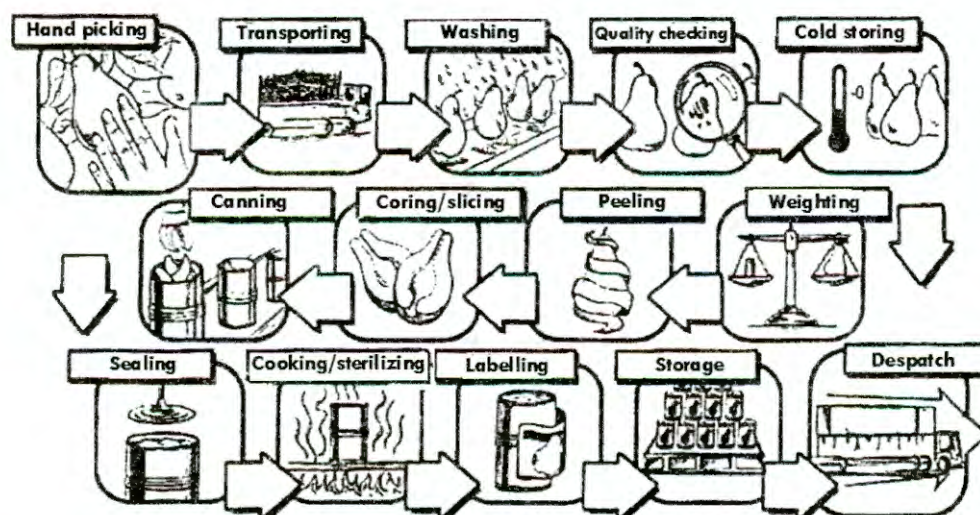 Hand picking
Transporting
Washing
Quality checking
Cold storing
Canning
Coring/slicing
Peeling
Weighting
Sealing
Cooking/sterilizing
Labelling
Storage
Despatch